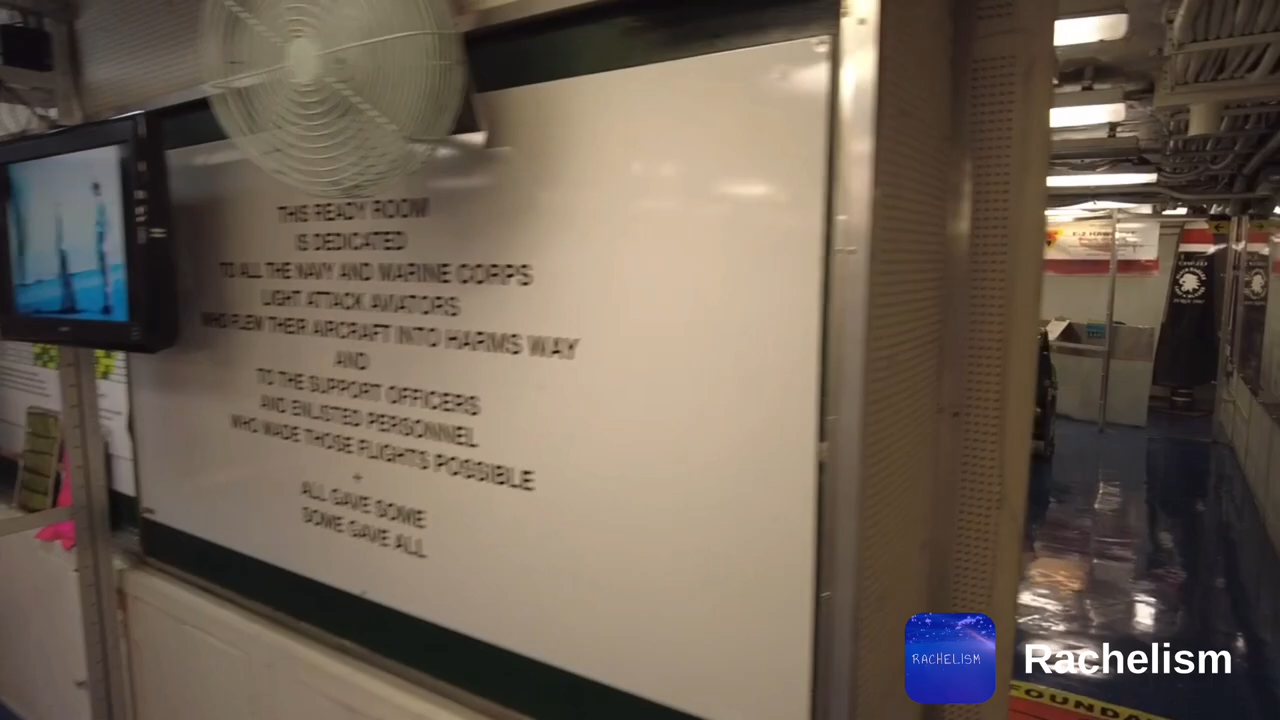 THIS READY ROOM
IS DEDICATED
TO ALL THE NAVY AND MARINE CORPS
LIGHT ATTACK AVIATORS
WHO FLEW THEIR AIRCRAFT INTO HARMS WAY
AND
TO THE SUPPORT OFFICERS
AND ENLISTED PERSONNEL
WHO MADE THOSE FLIGHTS POSSIBLE
+
ALL GAVE SOME
SOME GAVE ALL
RACHELISM
Rachelism